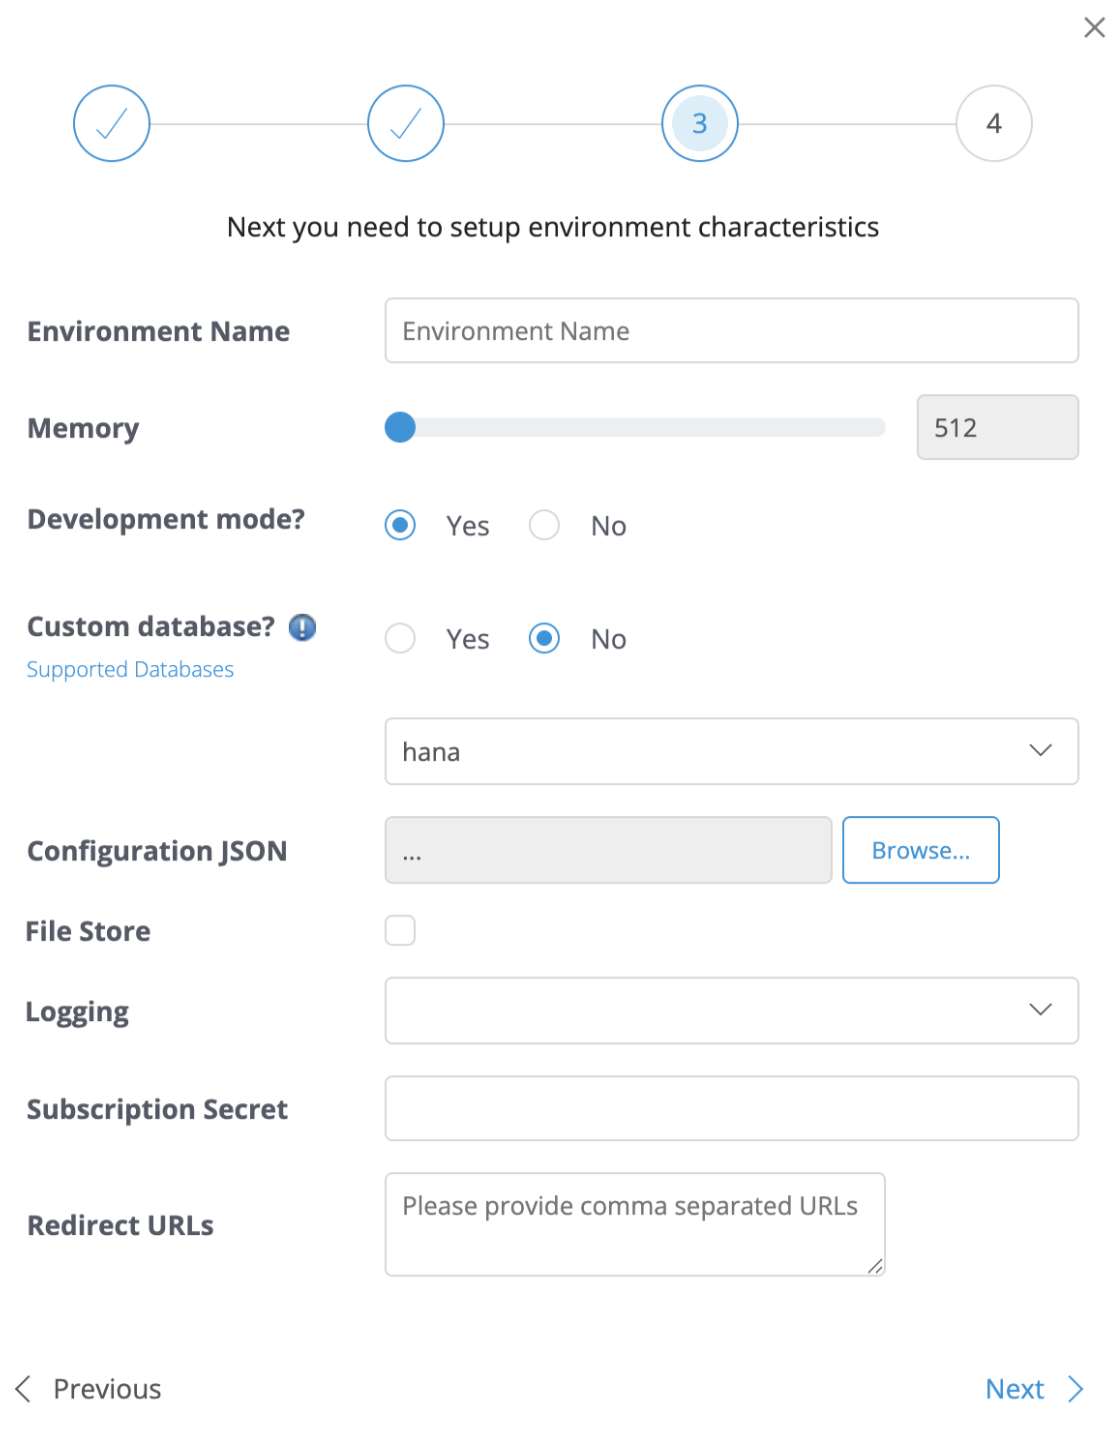 3
4
Next you need to setup environment characteristics
Environment Name
Environment Name
Memory
512
Development mode?
Yes
No
Custom database?
Yes
No
Supported Databases
hana
Configuration JSON
...
Browse...
File Store
Logging
Subscription Secret
Redirect URLs
Please provide comma separated URLs
Previous
Next